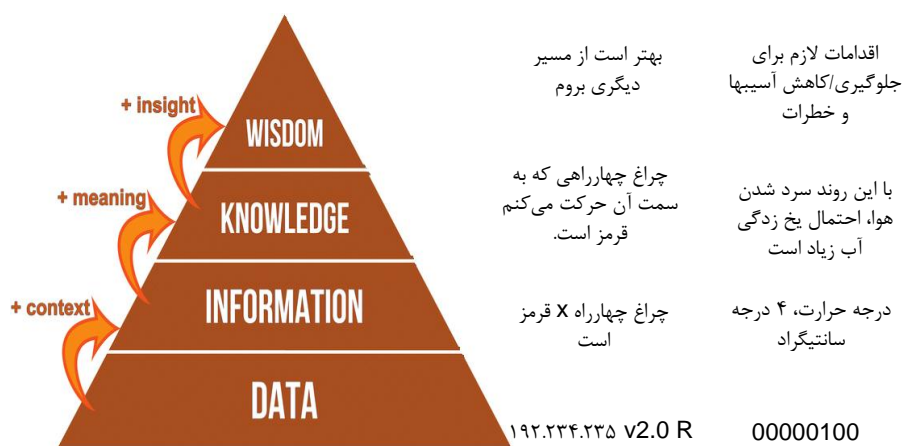 + insight
WISDOM
+ meaning
KNOWLEDGE
+ context
INFORMATION
DATA
بهتر است از مسیر
دیگری بروم
اقدامات لازم برای
جلوگیری/کاهش آسیبها
و خطرات
چراغ چهارراهی که به
سمت آن حرکت می‌کنم
قرمز است.
با این روند سرد شدن
هوا، احتمال یخ زدگی
آب زیاد است
چراغ چهارراه X قرمز
است
درجه حرارت، ۴ درجه
سانتیگراد
۱۹۲.۲۳۴.۲۳۵ v2.0 R
00000100